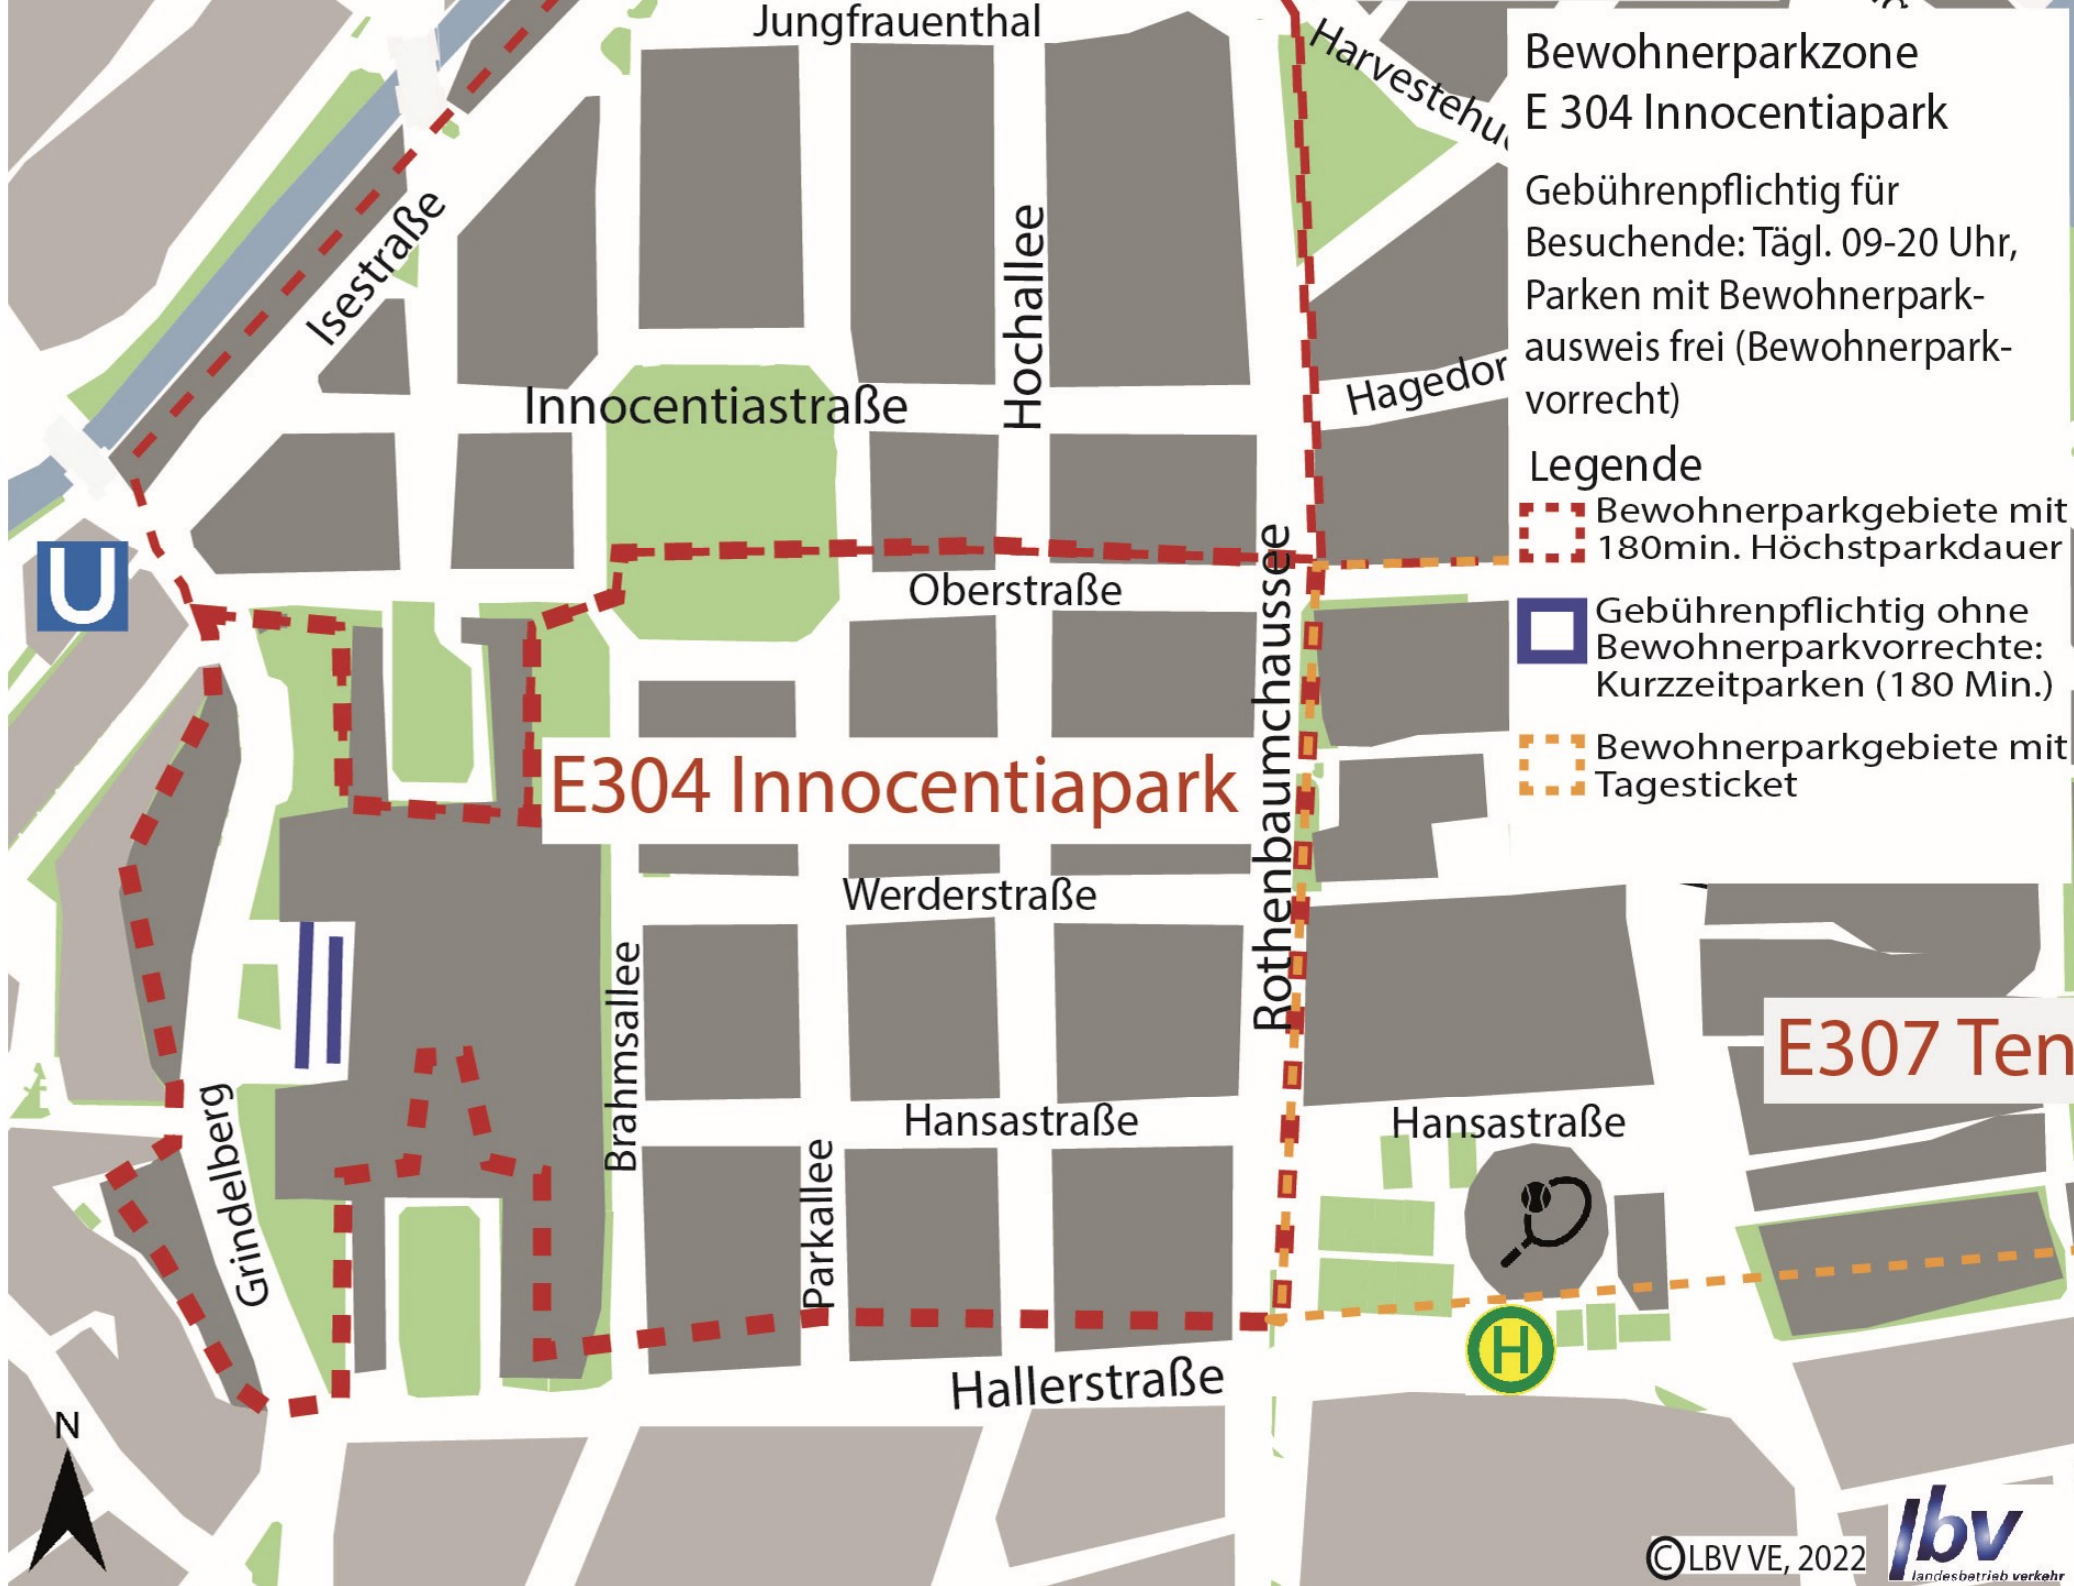 Jungfrauenthal
Harvestehu
Isestraße
Hochallee
Innocentiastraße
Hagedor
Bewohnerparkzone
E 304 Innocentiapark
Gebührenpflichtig für
Besuchende: Tägl. 09-20 Uhr,
Parken mit Bewohnerpark-
ausweis frei (Bewohnerpark-
vorrecht)
Legende
Bewohnerparkgebiete mit
180min. Höchstparkdauer
Gebührenpflichtig ohne
Bewohnerparkvorrechte:
Kurzzeitparken (180 Min.)
Bewohnerparkgebiete mit
Tagesticket
U
Oberstraße
Rothenbaumchaussee
E304 Innocentiapark
Werderstraße
Brahmsallee
E307 Ten
Grindelberg
Hansastraße
Hansastraße
Parkallee
H
Hallerstraße
N
©LBV VE, 2022
lbv
landesbetrieb verkehr